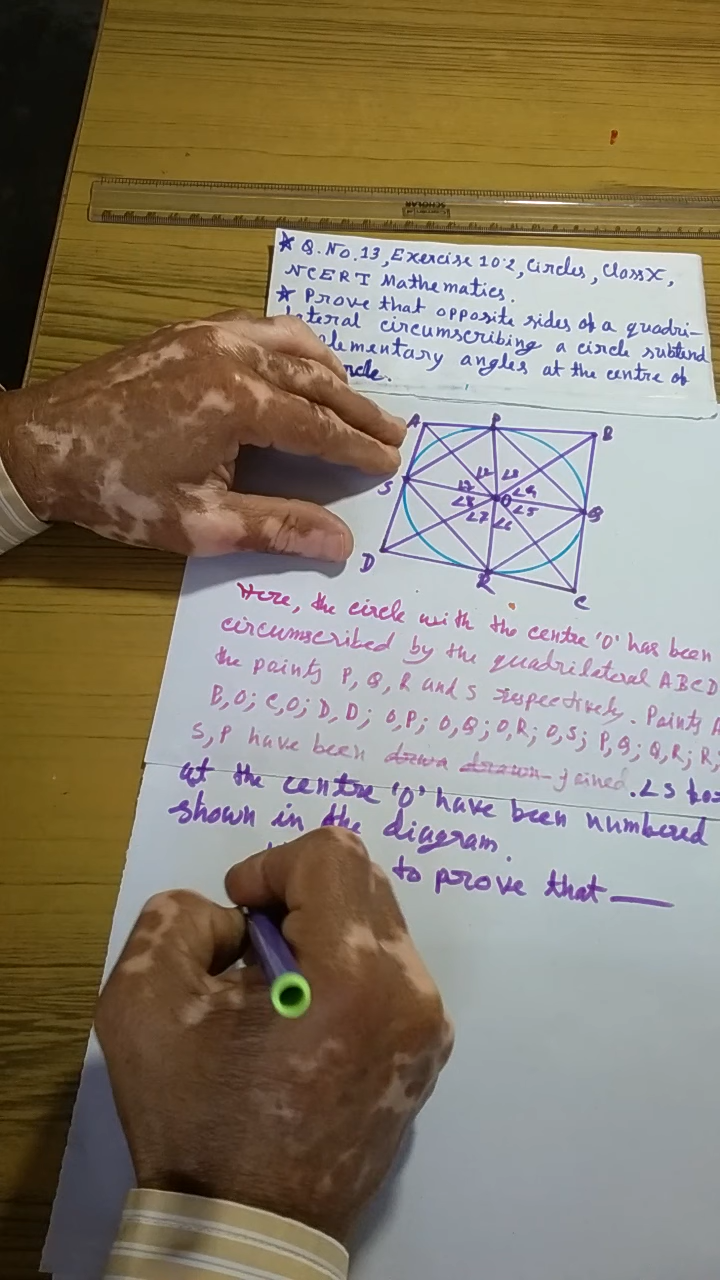 SCHOLAR
* Q. No. 13, Exercise 10.2, Circles, Class X,
NCERT Mathematics.
* Prove that opposite sides of a quadri-
lateral circumscribing a circle subtend
lementary angles at the centre of
rcle.
A P B
S O Q
D R C
Here, the circle with the centre 'O' has been
circumscribed by the quadrilateral ABCD
the points P, Q, R and S respectively. Points A
B,O; C,O; D,D; O,P; O,Q; O,R; O,S; P,Q; Q,R; R,
S,P have been drawn joined. ∠s
at the centre 'O' have been numbered
shown in the diagram.
to prove that —